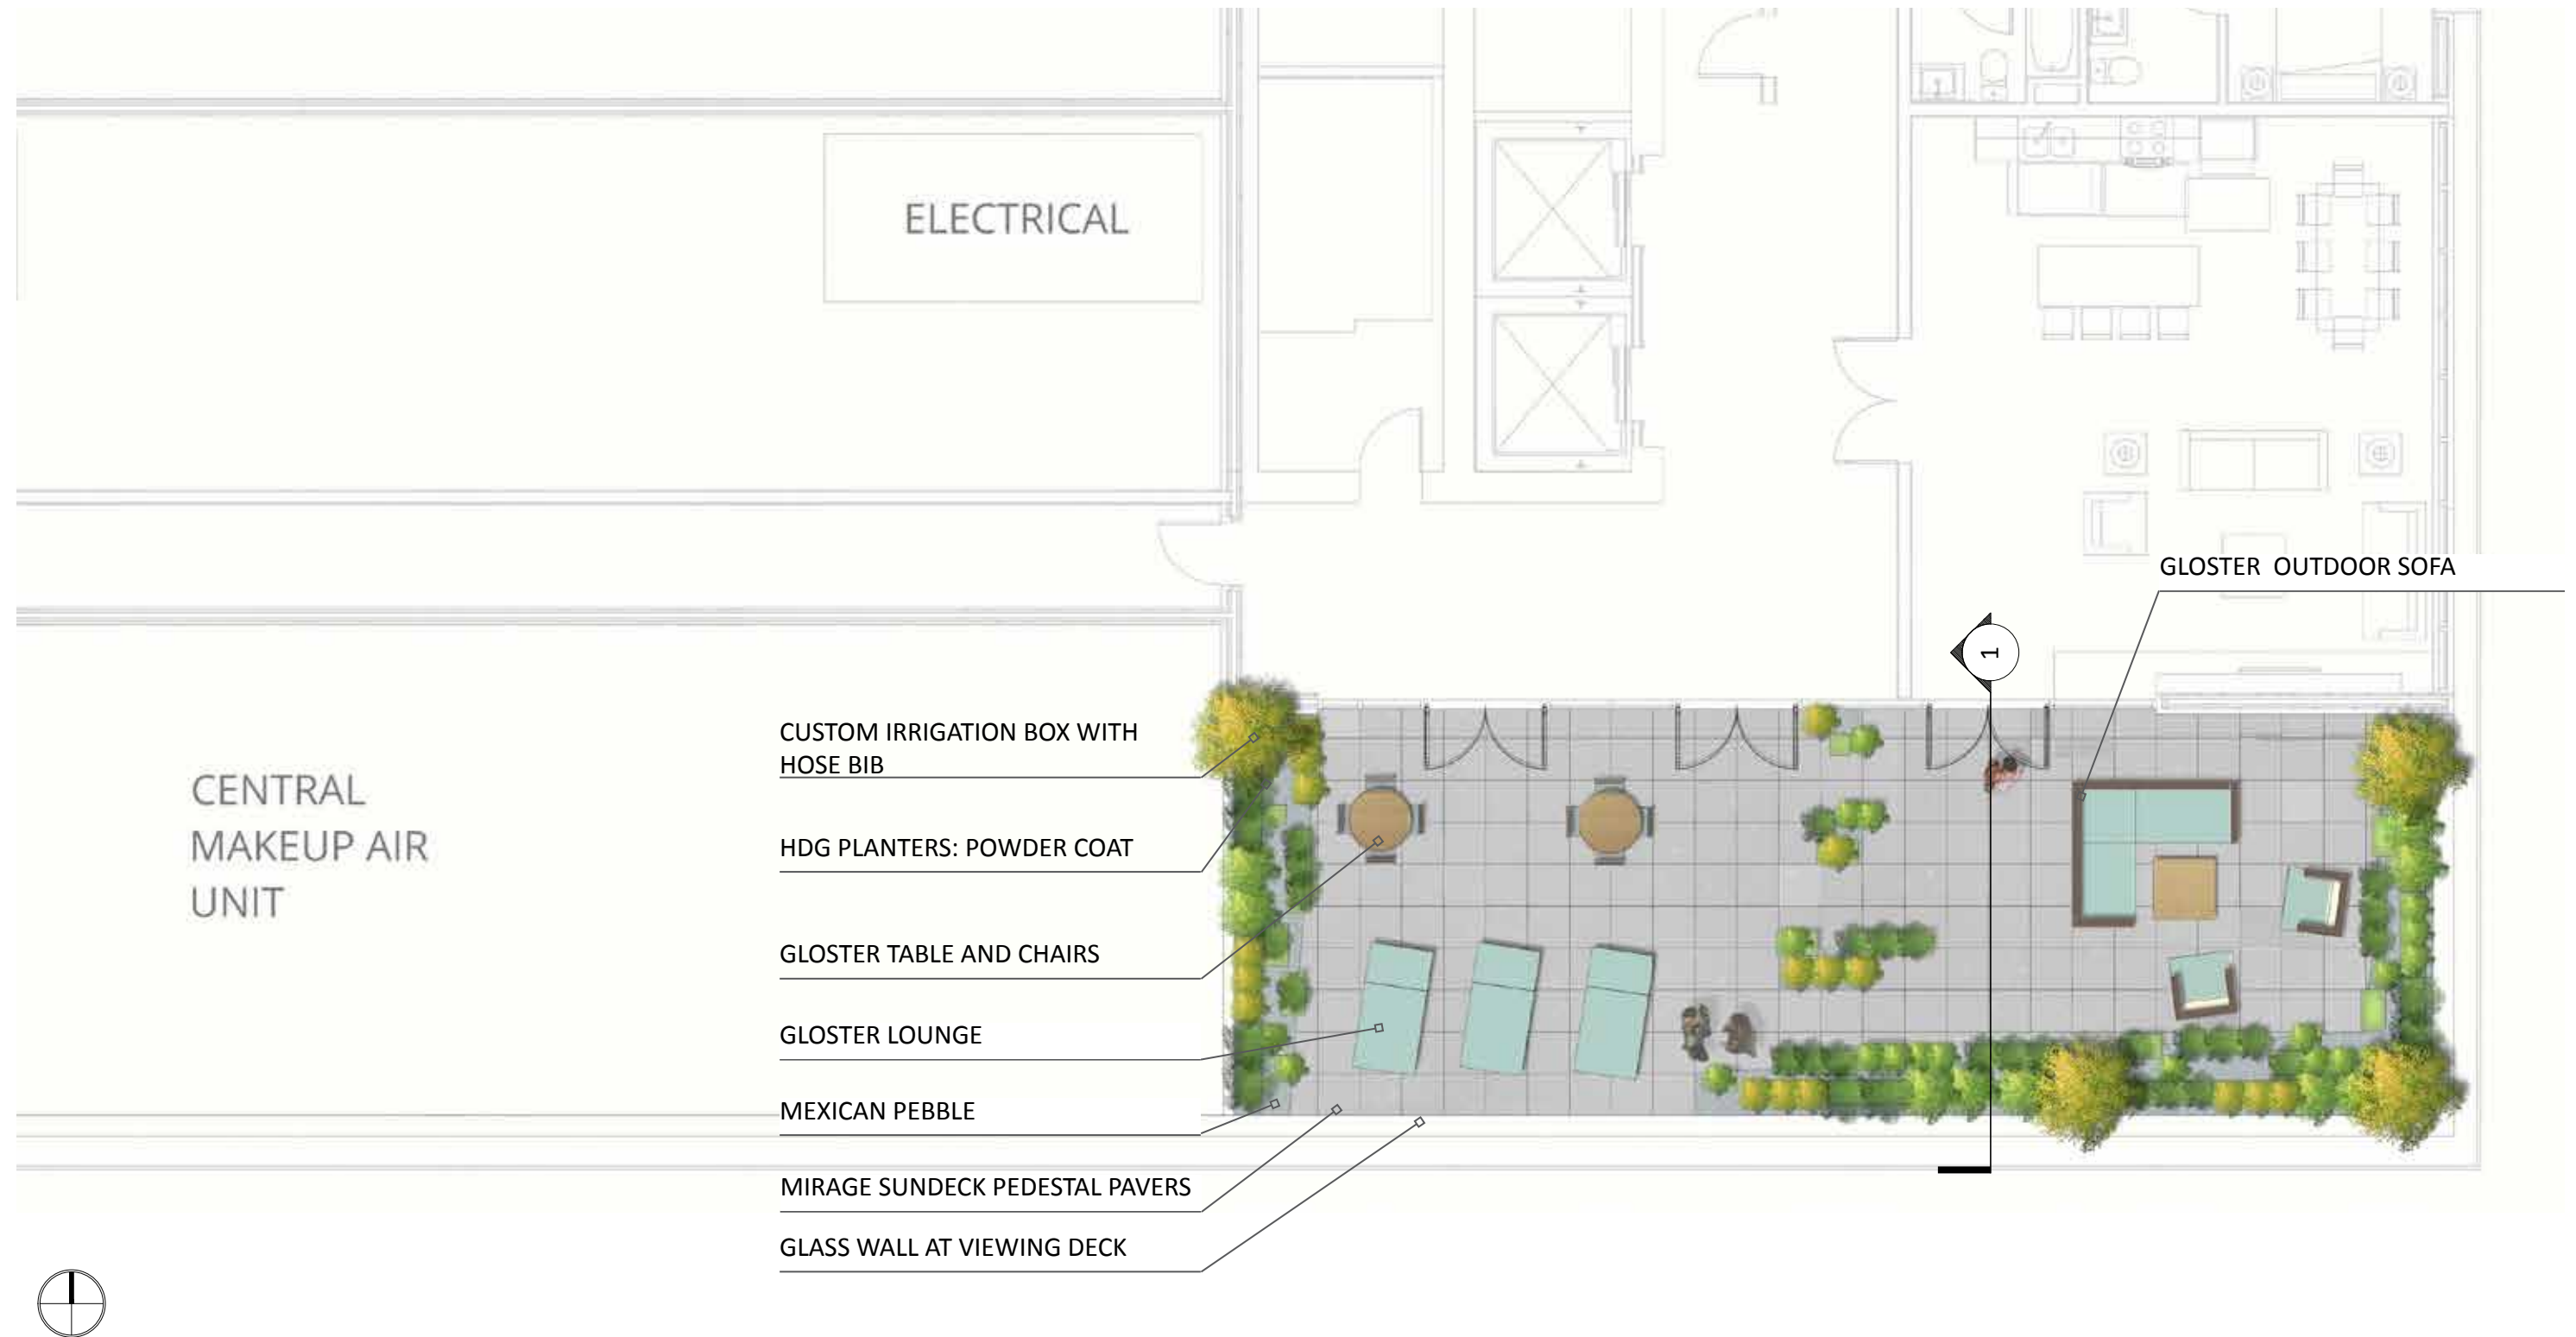 ELECTRICAL
GLOSTER  OUTDOOR SOFA
1
CUSTOM IRRIGATION BOX WITH
HOSE BIB
CENTRAL
MAKEUP AIR
UNIT
HDG PLANTERS: POWDER COAT
GLOSTER TABLE AND CHAIRS
GLOSTER LOUNGE
MEXICAN PEBBLE
MIRAGE SUNDECK PEDESTAL PAVERS
GLASS WALL AT VIEWING DECK